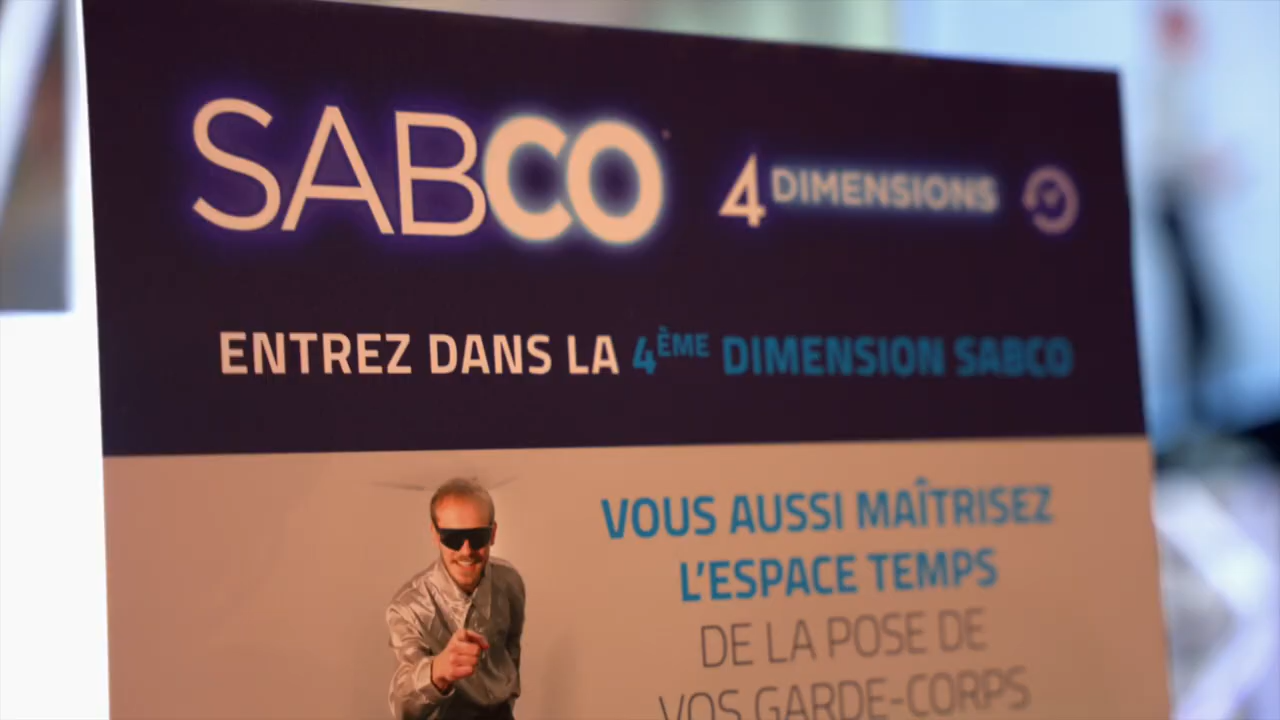 SABCO
4 DIMENSIONS
ENTREZ DANS LA 4ÈME DIMENSION SABCO
VOUS AUSSI MAÎTRISEZ
L'ESPACE TEMPS
DE LA POSE DE
VOS GARDE-CORPS